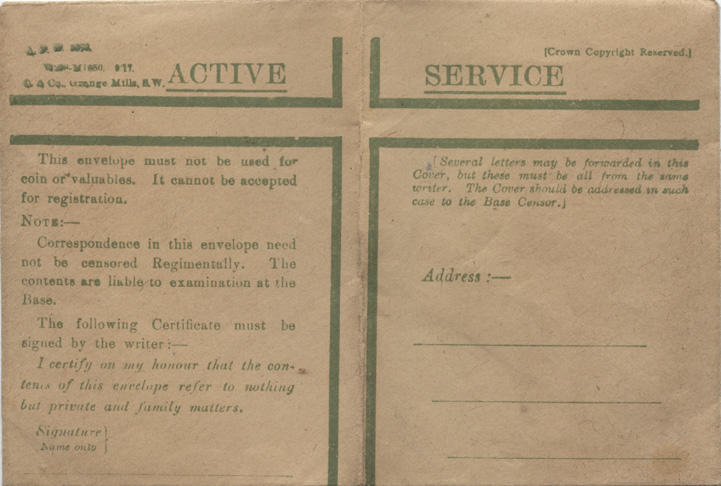 & Co., Grange Mills, S.W.
ACTIVE
This envelope must not be used for
coin or valuables. It cannot be accepted
for registration.
NOTE:—
Correspondence in this envelope need
not be censored Regimentally. The
contents are liable to examination at the
Base.
The following Certificate must be
signed by the writer:—
I certify on my honour that the con-
tents of this envelope refer to nothing
but private and family matters.
Signature }
Name only }
[Crown Copyright Reserved.]
SERVICE
[Several letters may be forwarded in this
Cover, but these must be all from the same
writer. The Cover should be addressed in such
case to the Base Censor.]
Address :—